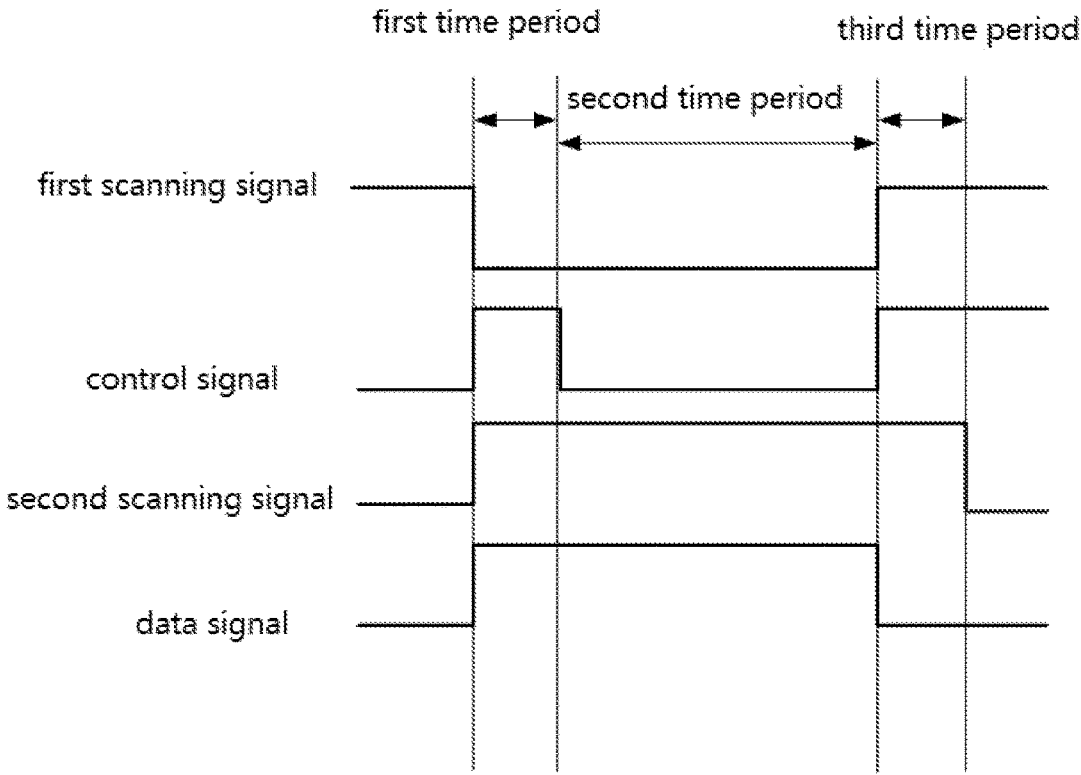 first time period
third time period
second time period
first scanning signal
control signal
second scanning signal
data signal